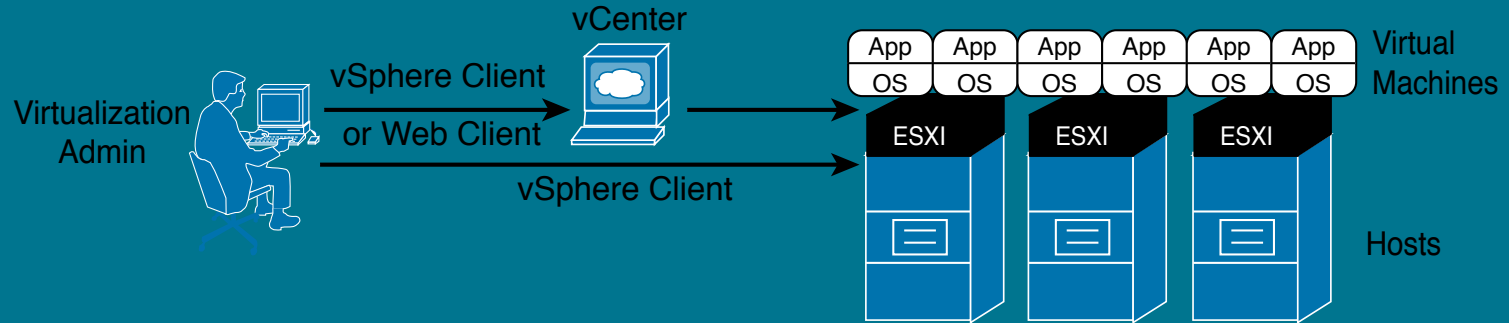 Virtualization
Admin
vSphere Client
or Web Client
vSphere Client
vCenter
App App App App App App
OS OS OS OS OS OS
Virtual
Machines
ESXI ESXI ESXI
Hosts